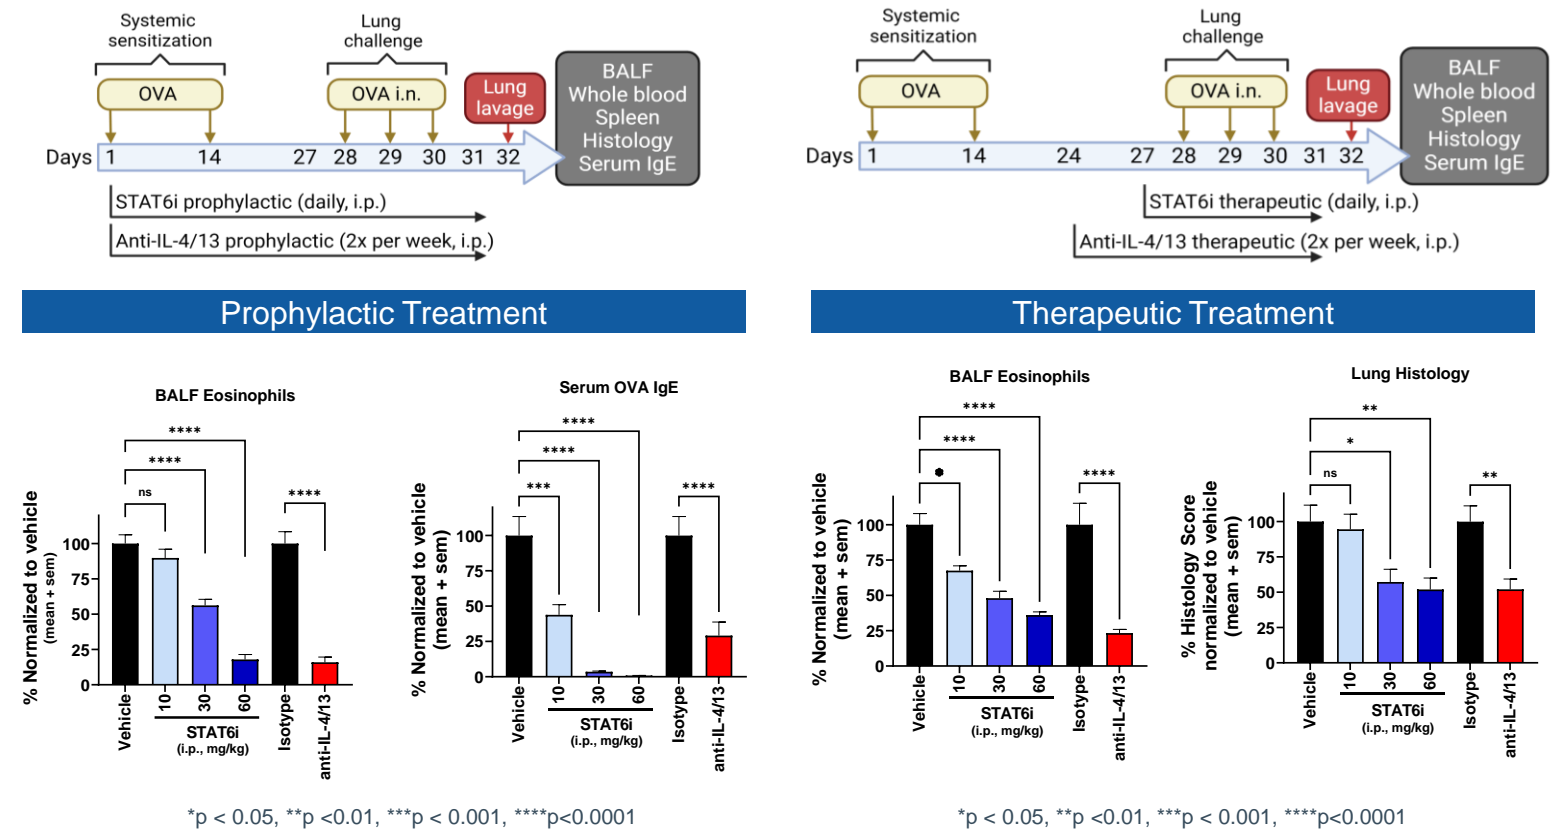 Systemic
sensitization
Lung
challenge
OVA
OVA i.n.
Lung
lavage
BALF
Whole blood
Spleen
Histology
Serum IgE
Days 1 14 27 28 29 30 31 32
STAT6i prophylactic (daily, i.p.)
Anti-IL-4/13 prophylactic (2x per week, i.p.)
Systemic
sensitization
Lung
challenge
OVA
OVA i.n.
Lung
lavage
BALF
Whole blood
Spleen
Histology
Serum IgE
Days 1 14 24 27 28 29 30 31 32
STAT6i therapeutic (daily, i.p.)
Anti-IL-4/13 therapeutic (2x per week, i.p.)
Prophylactic Treatment
BALF Eosinophils
% Normalized to vehicle
(mean + sem)
100
75
50
25
0
****
****
ns
****
Vehicle
10
30
60
Isotype
anti-IL-4/13
STAT6i
(i.p., mg/kg)
Serum OVA IgE
% Normalized to vehicle
(mean + sem)
100
75
50
25
0
****
****
***
****
Vehicle
10
30
60
Isotype
anti-IL-4/13
STAT6i
(i.p., mg/kg)
*p < 0.05, **p <0.01, ***p < 0.001, ****p<0.0001
Therapeutic Treatment
BALF Eosinophils
% Normalized to vehicle
(mean + sem)
100
75
50
25
0
****
****
*
****
Vehicle
10
30
60
Isotype
anti-IL-4/13
STAT6i
(i.p., mg/kg)
Lung Histology
% Histology Score
normalized to vehicle
(mean + sem)
100
75
50
25
0
**
*
ns
**
Vehicle
10
30
60
Isotype
anti-IL-4/13
STAT6i
(i.p., mg/kg)
*p < 0.05, **p <0.01, ***p < 0.001, ****p<0.0001